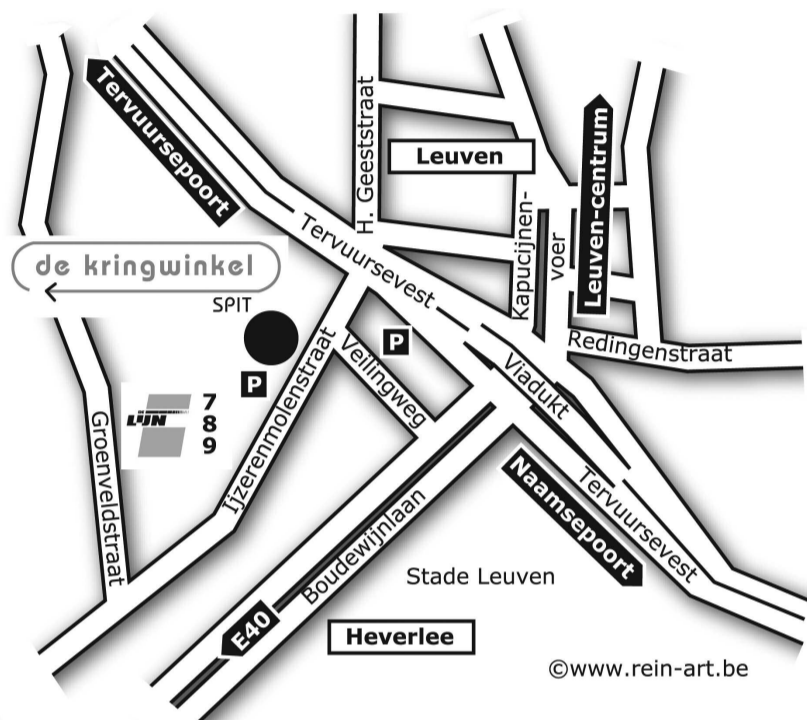 Tervuursepoort
H. Geeststraat
Leuven
Leuven-centrum
Kapucijnen-
voer
Tervuursevest
de kringwinkel
SPIT
P
P
Redingenstraat
Viadukt
Veilingweg
Ijzerenmolenstraat
LIJN
7
8
9
Groenveldstraat
Naamsepoort
Tervuursevest
Boudewijnlaan
Stade Leuven
E40
Heverlee
©www.rein-art.be